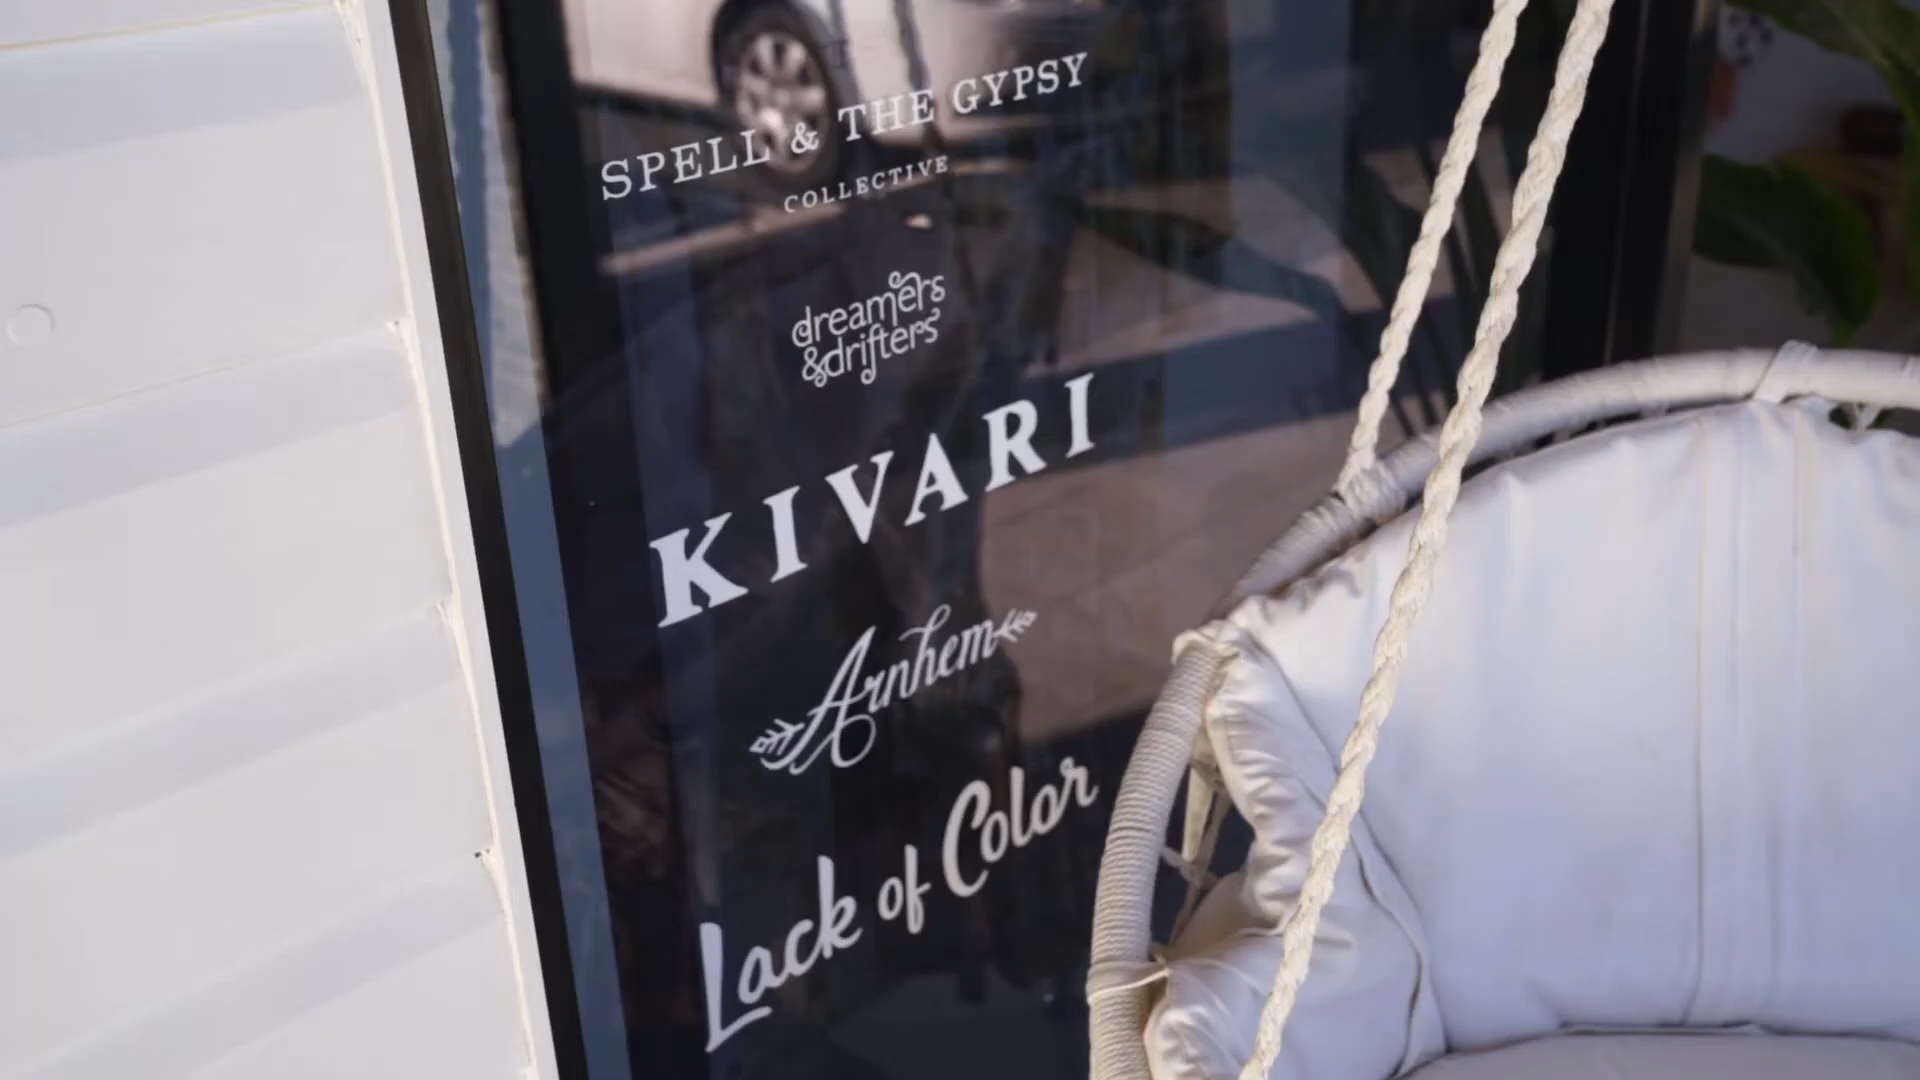 SPELL & THE GYPSY
COLLECTIVE
dreamers
&drifters
KIVARI
Arnhem
Lack of Color